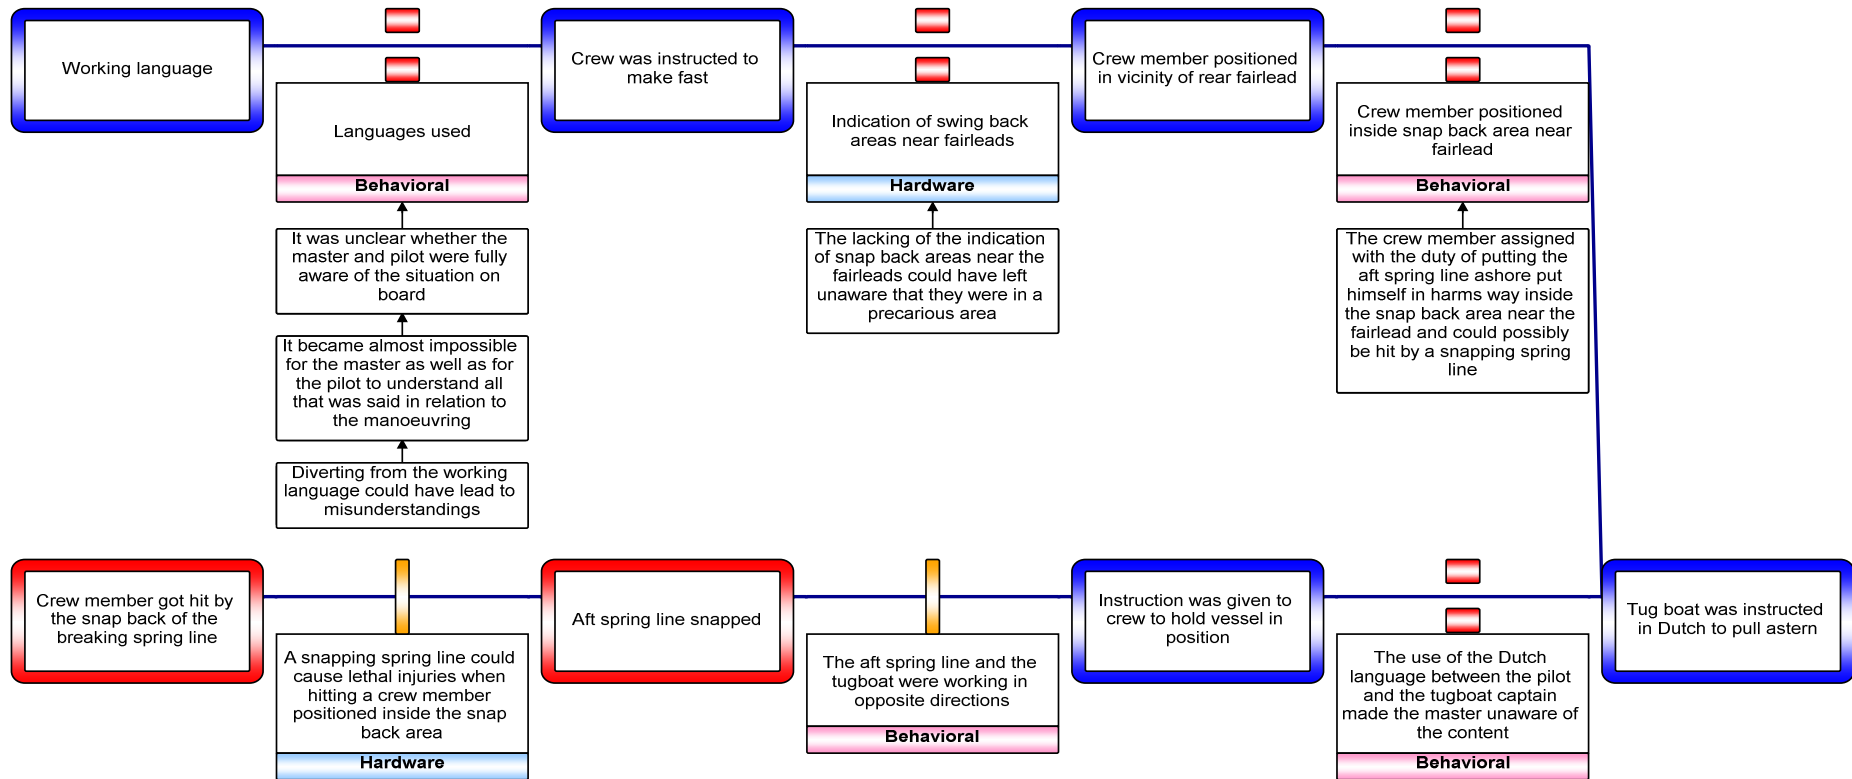 Working language
Languages used
Behavioral
It was unclear whether the
master and pilot were fully
aware of the situation on
board
It became almost impossible
for the master as well as for
the pilot to understand all
that was said in relation to
the manoeuvring
Diverting from the working
language could have lead to
misunderstandings
Crew was instructed to
make fast
Indication of swing back
areas near fairleads
Hardware
The lacking of the indication
of snap back areas near the
fairleads could have left
unaware that they were in a
precarious area
Crew member positioned
in vicinity of rear fairlead
Crew member positioned
inside snap back area near
fairlead
Behavioral
The crew member assigned
with the duty of putting the
aft spring line ashore put
himself in harms way inside
the snap back area near the
fairlead and could possibly
be hit by a snapping spring
line
Crew member got hit by
the snap back of the
breaking spring line
A snapping spring line could
cause lethal injuries when
hitting a crew member
positioned inside the snap
back area
Hardware
Aft spring line snapped
The aft spring line and the
tugboat were working in
opposite directions
Behavioral
Instruction was given to
crew to hold vessel in
position
The use of the Dutch
language between the pilot
and the tugboat captain
made the master unaware of
the content
Behavioral
Tug boat was instructed
in Dutch to pull astern